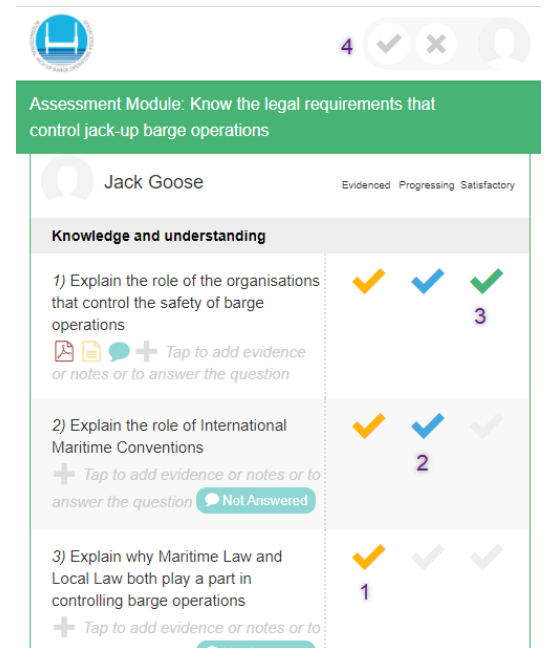 4
Assessment Module: Know the legal requirements that
control jack-up barge operations
Jack Goose
Evidenced Progressing Satisfactory
Knowledge and understanding
1) Explain the role of the organisations
that control the safety of barge
operations
3
Tap to add evidence
or notes or to answer the question
2) Explain the role of International
Maritime Conventions
2
Tap to add evidence or notes or to
answer the question Not Answered
3) Explain why Maritime Law and
Local Law both play a part in
controlling barge operations
1
Tap to add evidence or notes or to